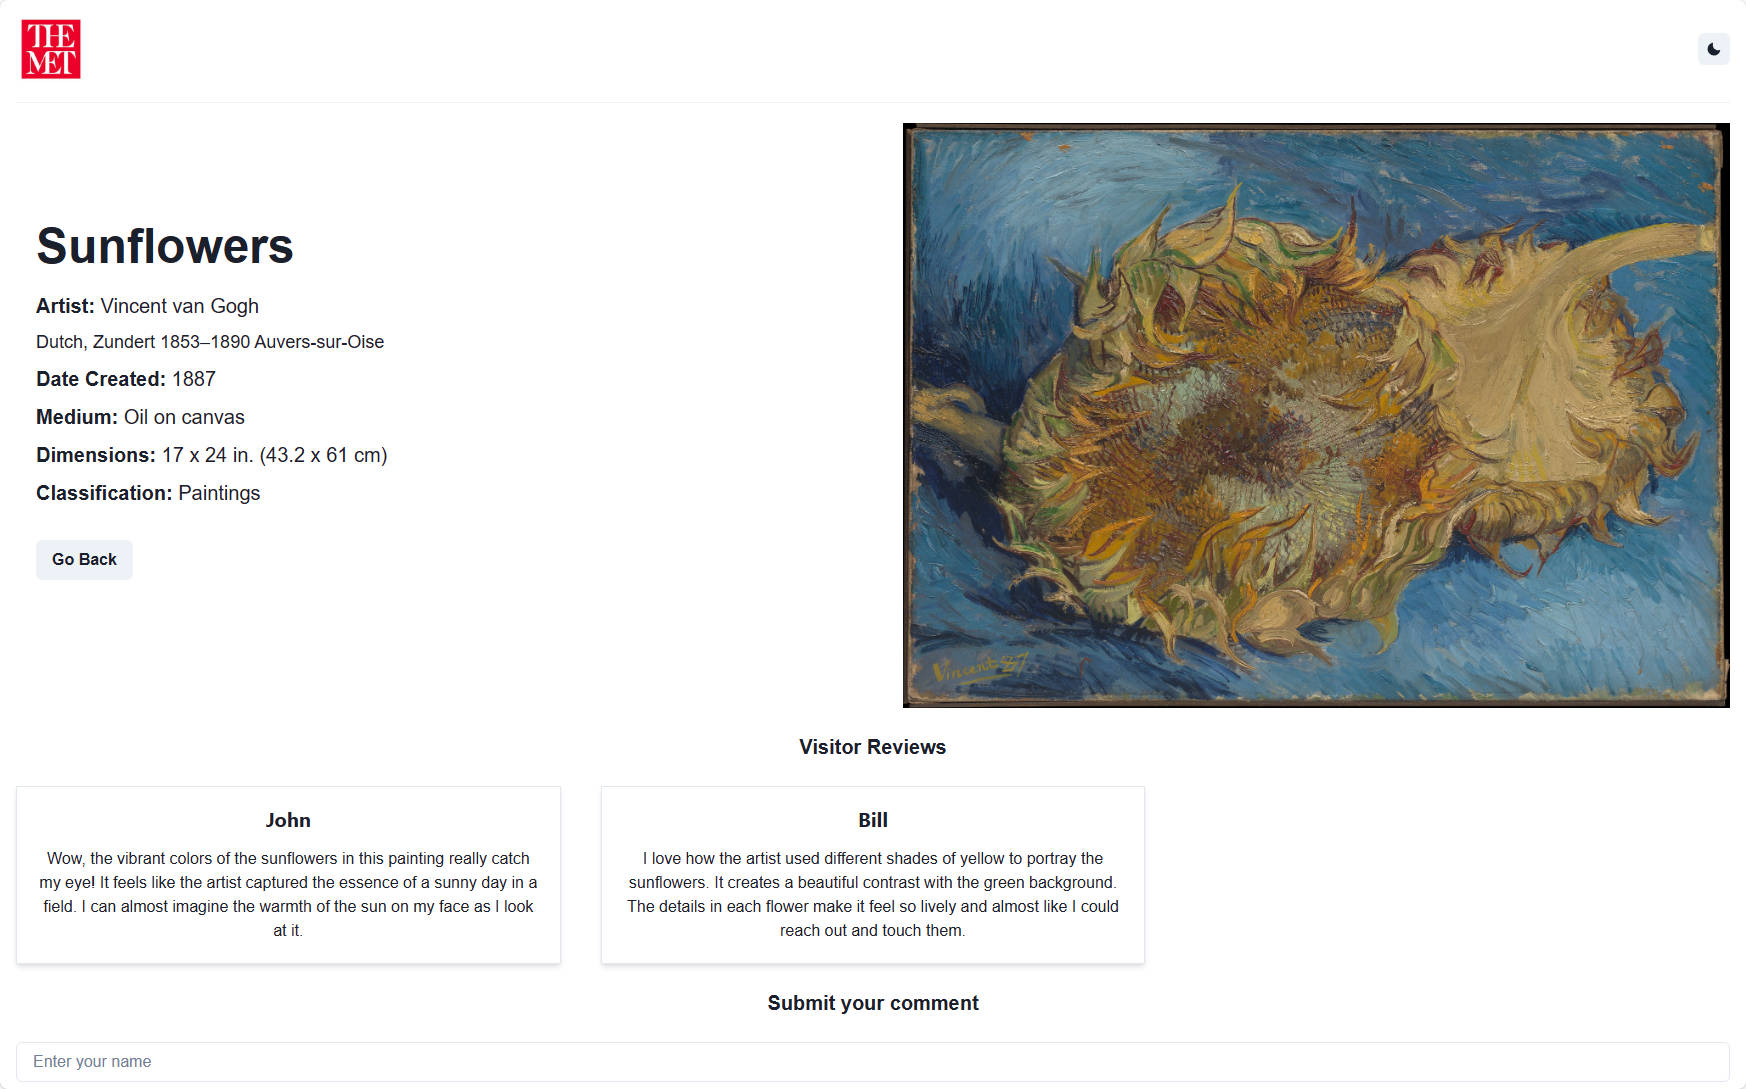 THE
MET
Sunflowers
Artist: Vincent van Gogh
Dutch, Zundert 1853–1890 Auvers-sur-Oise
Date Created: 1887
Medium: Oil on canvas
Dimensions: 17 x 24 in. (43.2 x 61 cm)
Classification: Paintings
Go Back
Vincent 87
Visitor Reviews
John
Wow, the vibrant colors of the sunflowers in this painting really catch
my eye! It feels like the artist captured the essence of a sunny day in a
field. I can almost imagine the warmth of the sun on my face as I look
at it.
Bill
I love how the artist used different shades of yellow to portray the
sunflowers. It creates a beautiful contrast with the green background.
The details in each flower make it feel so lively and almost like I could
reach out and touch them.
Submit your comment
Enter your name